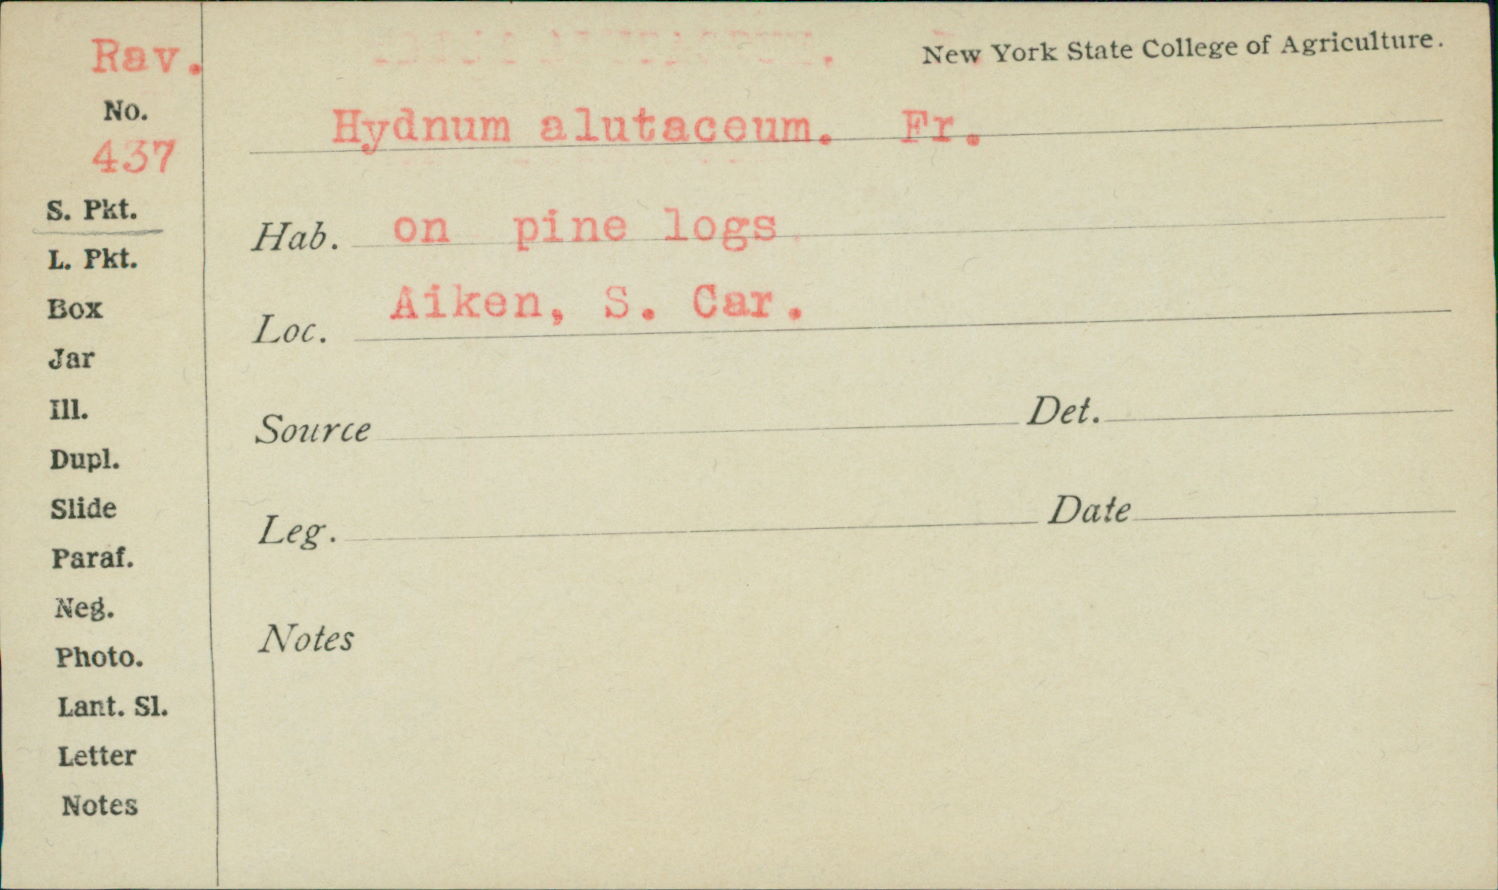 Rav.
New York State College of Agriculture.
No.
Hydnum alutaceum. Fr.
437
S. Pkt.
Hab. on pine logs
L. Pkt.
Aiken, S. Car.
Box
Loc.
Jar
Ill.
Source Det.
Dupl.
Slide
Leg. Date
Paraf.
Neg.
Notes
Photo.
Lant. Sl.
Letter
Notes